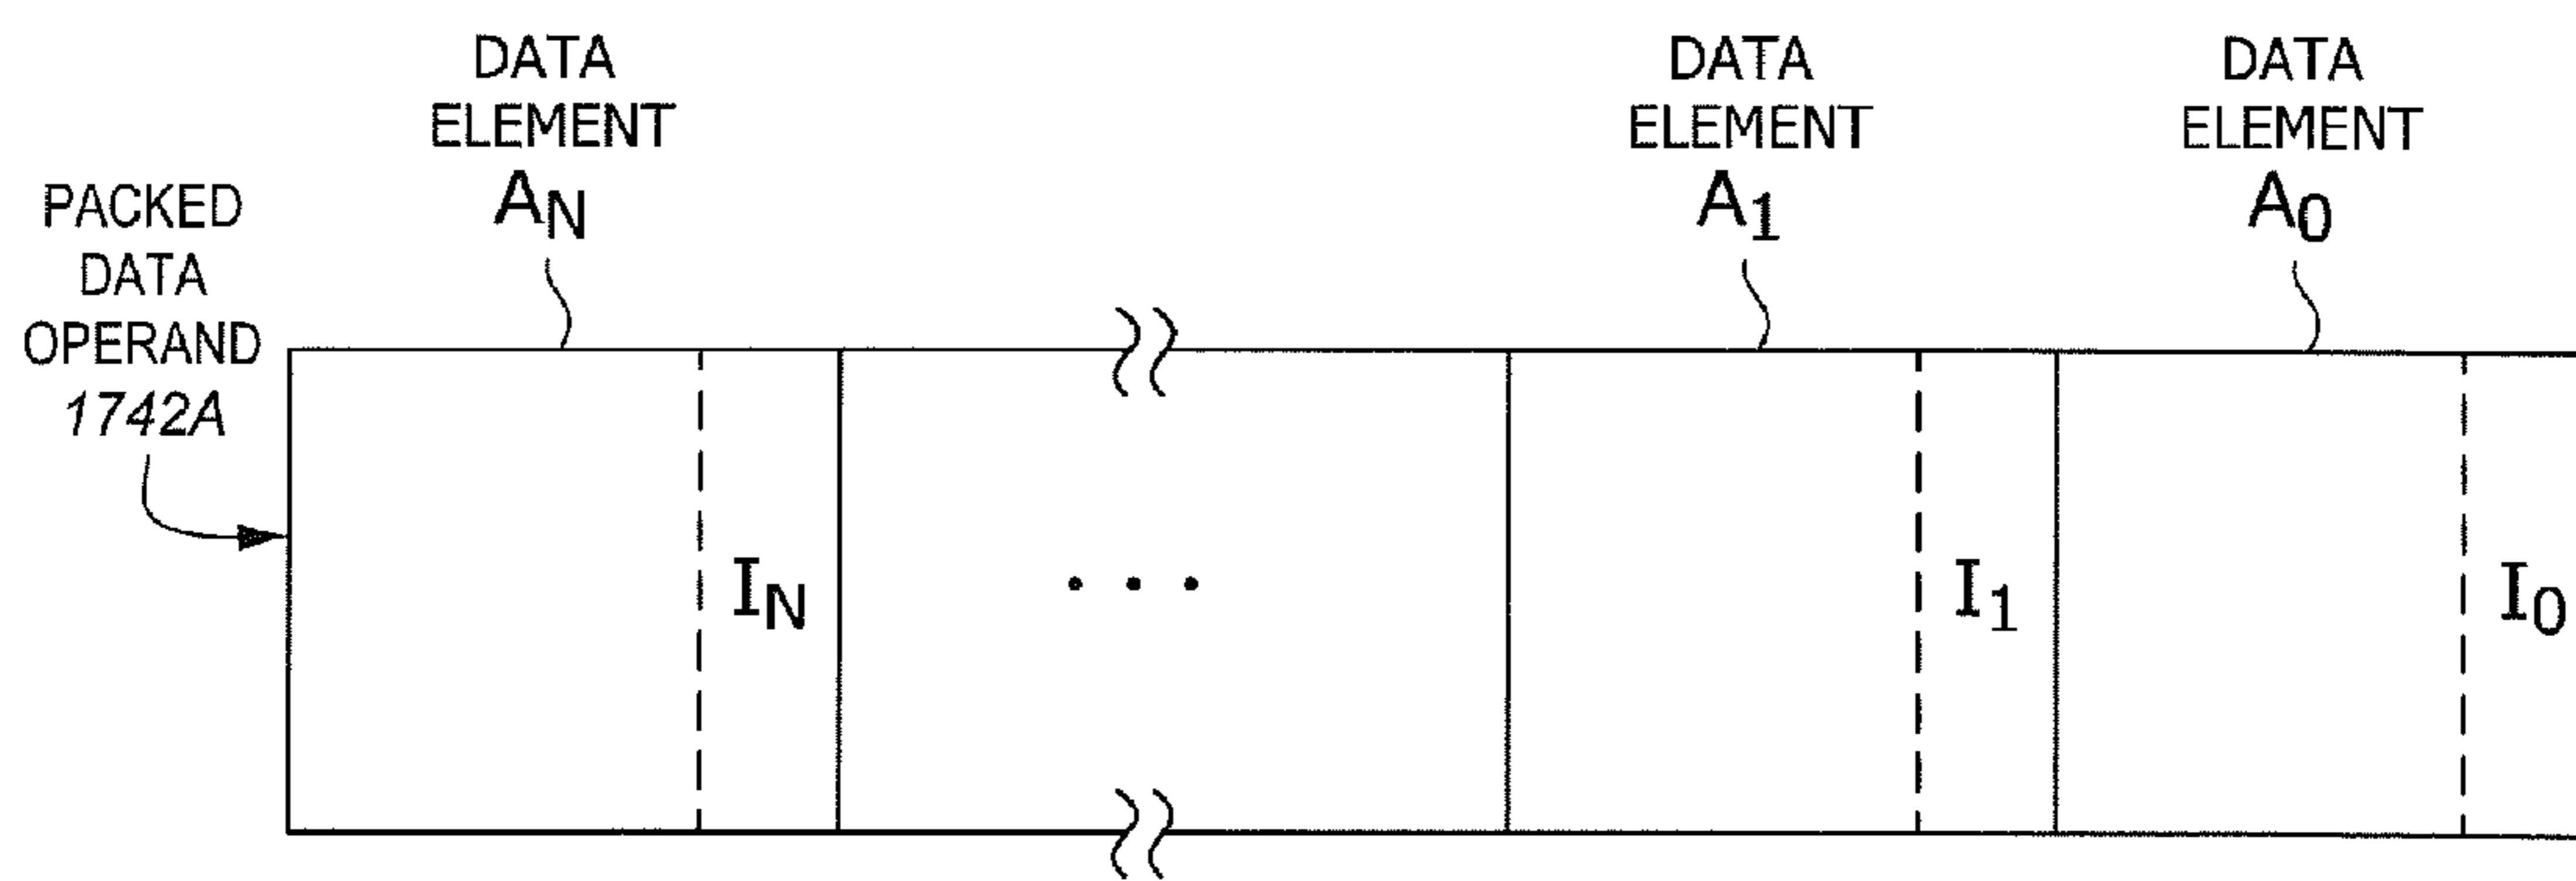 DATA
ELEMENT
A_N
DATA
ELEMENT
A_1
DATA
ELEMENT
A_0
PACKED
DATA
OPERAND
1742A
I_N
• • •
I_1
I_0